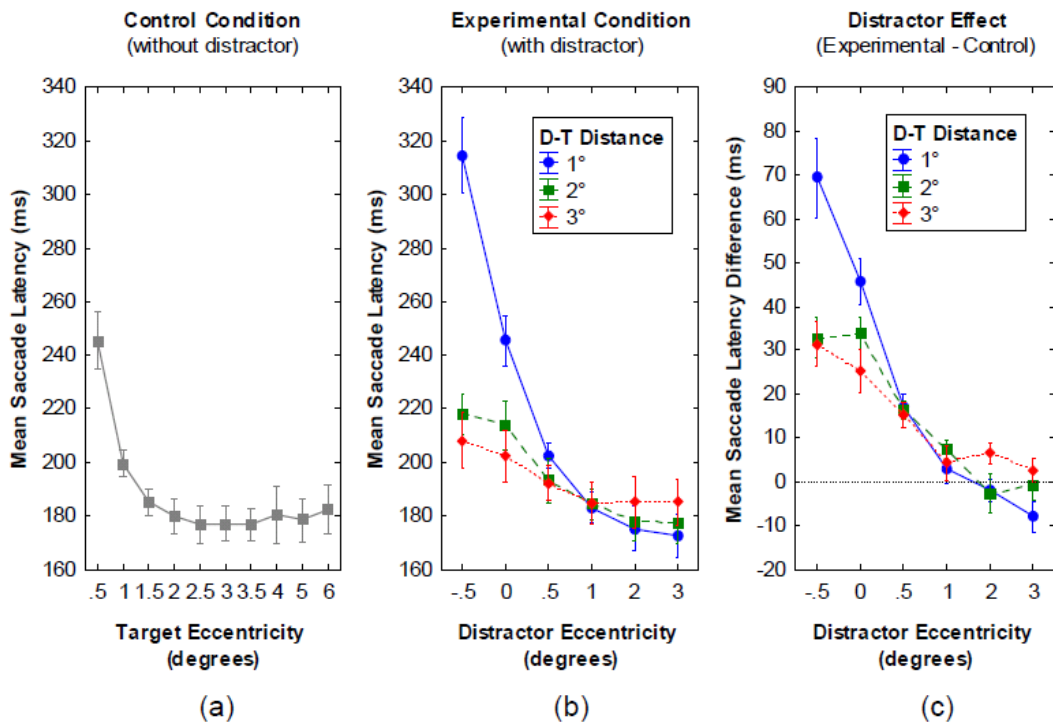 Control Condition
(without distractor)
Mean Saccade Latency (ms)
340
320
300
280
260
240
220
200
180
160
.5 1 1.5 2 2.5 3 3.5 4 5 6
Target Eccentricity
(degrees)
(a)
Experimental Condition
(with distractor)
Mean Saccade Latency (ms)
340
320
300
280
260
240
220
200
180
160
D-T Distance
1°
2°
3°
-.5 0 .5 1 2 3
Distractor Eccentricity
(degrees)
(b)
Distractor Effect
(Experimental - Control)
Mean Saccade Latency Difference (ms)
90
80
70
60
50
40
30
20
10
0
-10
-20
D-T Distance
1°
2°
3°
-.5 0 .5 1 2 3
Distractor Eccentricity
(degrees)
(c)